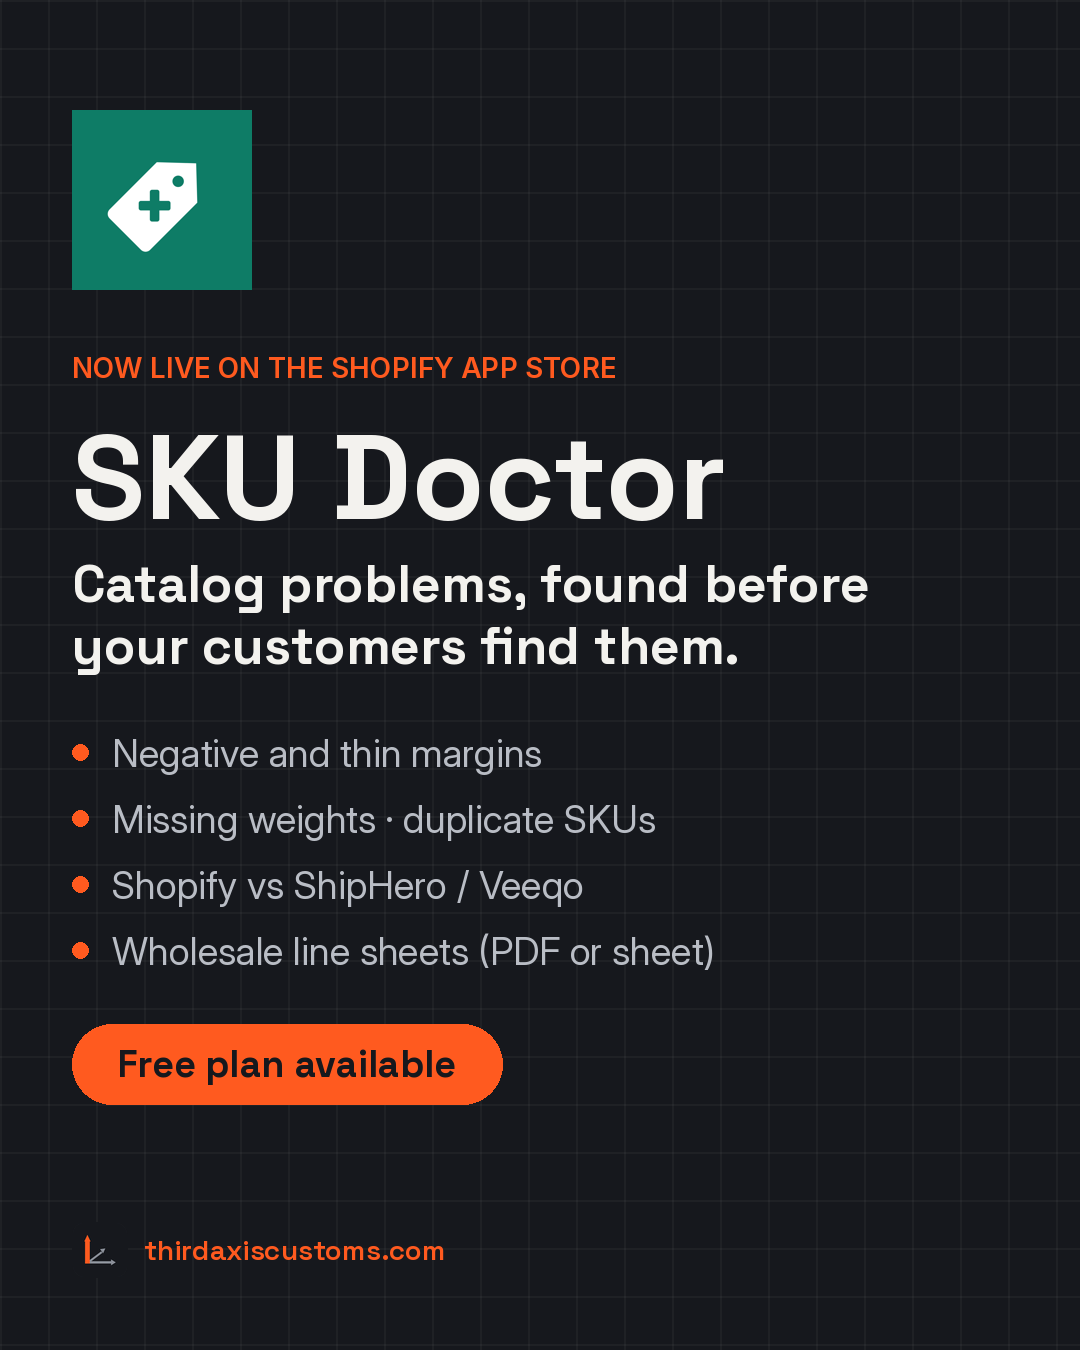 NOW LIVE ON THE SHOPIFY APP STORE
SKU Doctor
Catalog problems, found before
your customers find them.
Negative and thin margins
Missing weights · duplicate SKUs
Shopify vs ShipHero / Veeqo
Wholesale line sheets (PDF or sheet)
Free plan available
thirdaxiscustoms.com